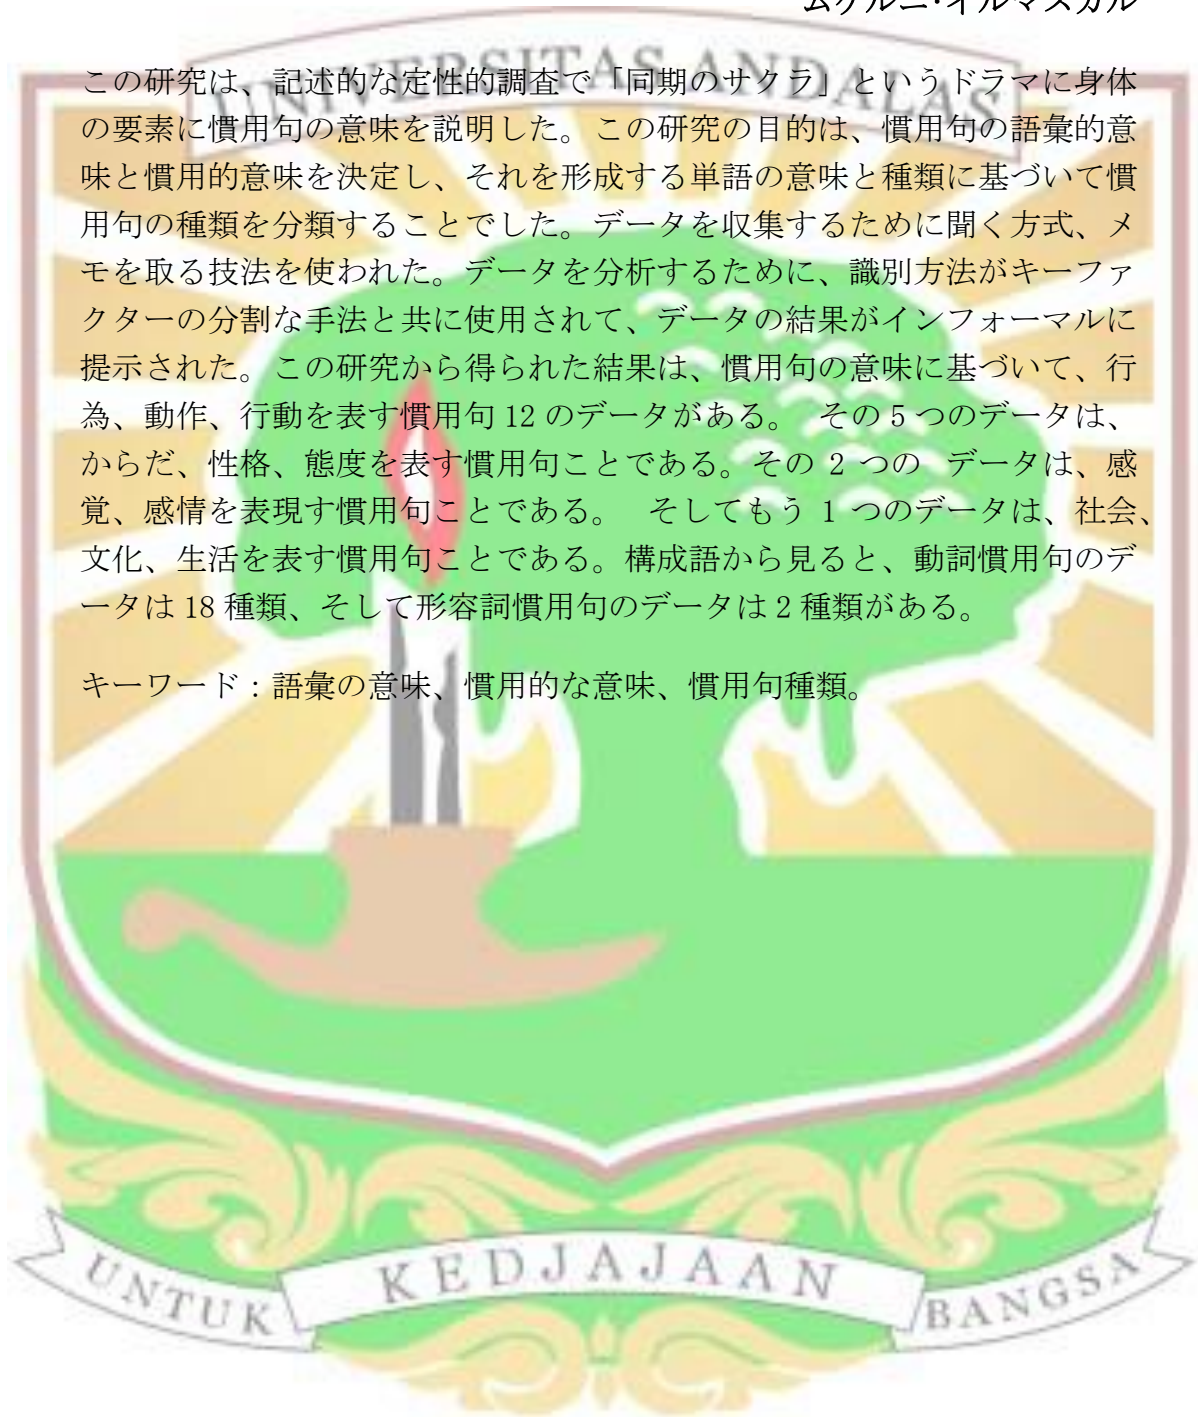 ムケルニ・イルマスカル
UNIVERSITAS ANDALAS
この研究は、記述的な定性的調査で「同期のサクラ」というドラマに身体
の要素に慣用句の意味を説明した。この研究の目的は、慣用句の語彙的意
味と慣用的意味を決定し、それを形成する単語の意味と種類に基づいて慣
用句の種類を分類することでした。データを収集するために聞く方式、メ
モを取る技法を使われた。データを分析するために、識別方法がキーファ
クターの分割な手法と共に使用されて、データの結果がインフォーマルに
提示された。この研究から得られた結果は、慣用句の意味に基づいて、行
為、動作、行動を表す慣用句 12 のデータがある。 その 5 つのデータは、
からだ、性格、態度を表す慣用句ことである。その 2 つの データは、感
覚、感情を表現す慣用句ことである。 そしてもう 1 つのデータは、社会、
文化、生活を表す慣用句ことである。構成語から見ると、動詞慣用句のデ
ータは 18 種類、そして形容詞慣用句のデータは 2 種類がある。
キーワード：語彙の意味、慣用的な意味、慣用句種類。
UNTUK KEDJAJAAN BANGSA